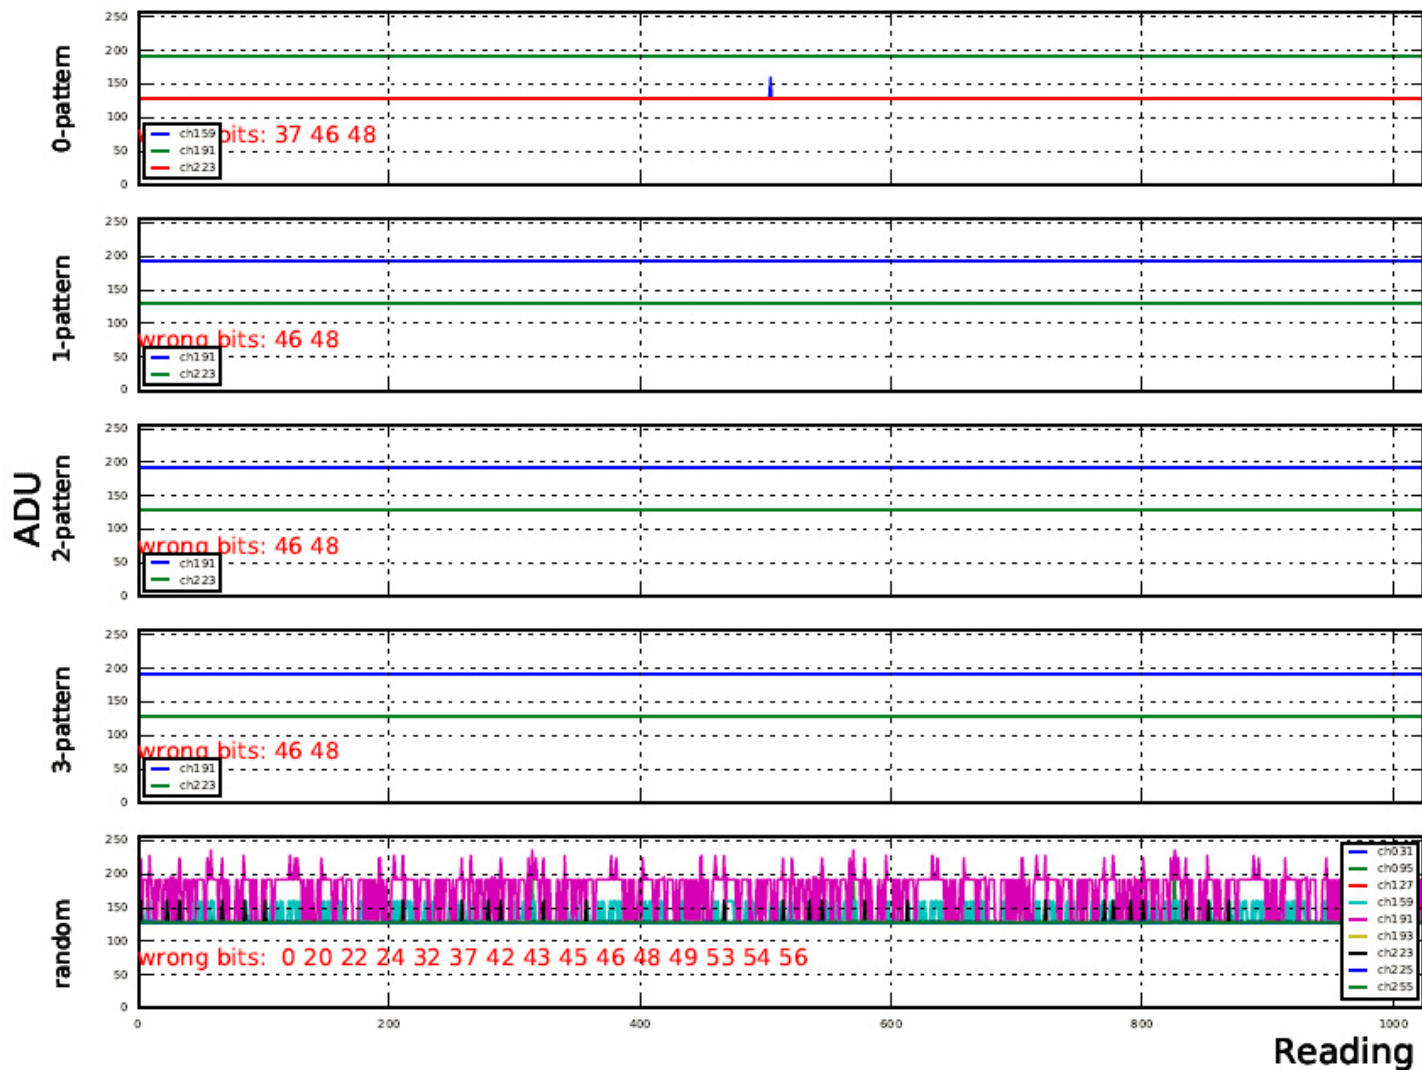 ADU
0-pattern
250
200
150
100
50
0
bits: 37 46 48
ch159
ch191
ch223
1-pattern
250
200
150
100
50
0
wrong bits: 46 48
ch191
ch223
2-pattern
250
200
150
100
50
0
wrong bits: 46 48
ch191
ch223
3-pattern
250
200
150
100
50
0
wrong bits: 46 48
ch191
ch223
random
250
200
150
100
50
0
wrong bits: 0 20 22 24 32 37 42 43 45 46 48 49 53 54 56
ch031
ch095
ch127
ch159
ch191
ch193
ch223
ch225
ch255
0 200 400 600 800 1000
Reading